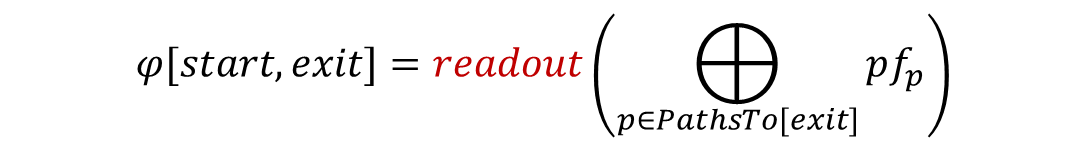 φ[start, exit] = readout(⨁ pf_p)
p∈PathsTo[exit]